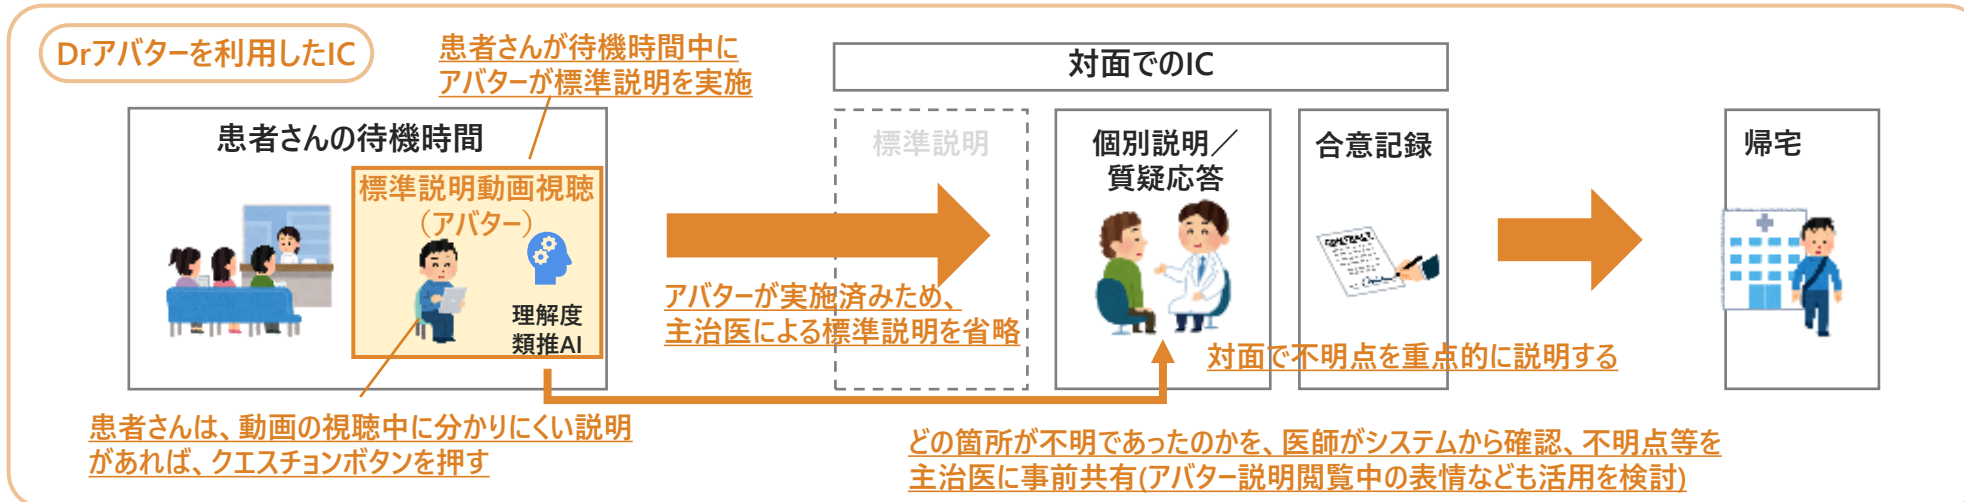 Drアバターを利用したIC
患者さんが待機時間中に
アバターが標準説明を実施
対面でのIC
患者さんの待機時間
標準説明動画視聴
（アバター）
理解度
類推AI
標準説明
個別説明／
質疑応答
合意記録
CONTRACT
帰宅
アバターが実施済みため、
主治医による標準説明を省略
対面で不明点を重点的に説明する
患者さんは、動画の視聴中に分かりにくい説明
があれば、クエスチョンボタンを押す
どの箇所が不明であったのかを、医師がシステムから確認、不明点等を
主治医に事前共有(アバター説明閲覧中の表情なども活用を検討)